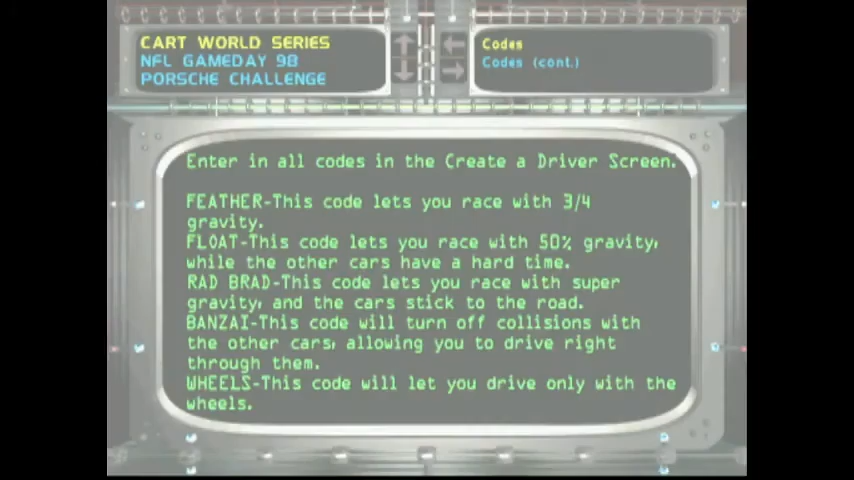 CART WORLD SERIES
NFL GAMEDAY 98
PORSCHE CHALLENGE
Codes
Codes (cont.)
Enter in all codes in the Create a Driver Screen.
FEATHER-This code lets you race with 3/4
gravity.
FLOAT-This code lets you race with 50% gravity,
while the other cars have a hard time.
RAD BRAD-This code lets you race with super
gravity, and the cars stick to the road.
BANZAI-This code will turn off collisions with
the other cars, allowing you to drive right
through them.
WHEELS-This code will let you drive only with the
wheels.